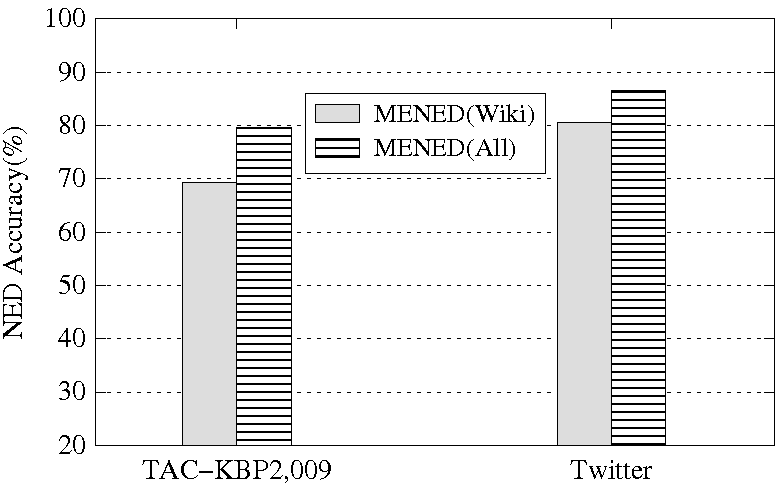 100
90
80
70
60
50
40
30
20
NED Accuracy(%)
MENED(Wiki)
MENED(All)
TAC-KBP2,009
Twitter